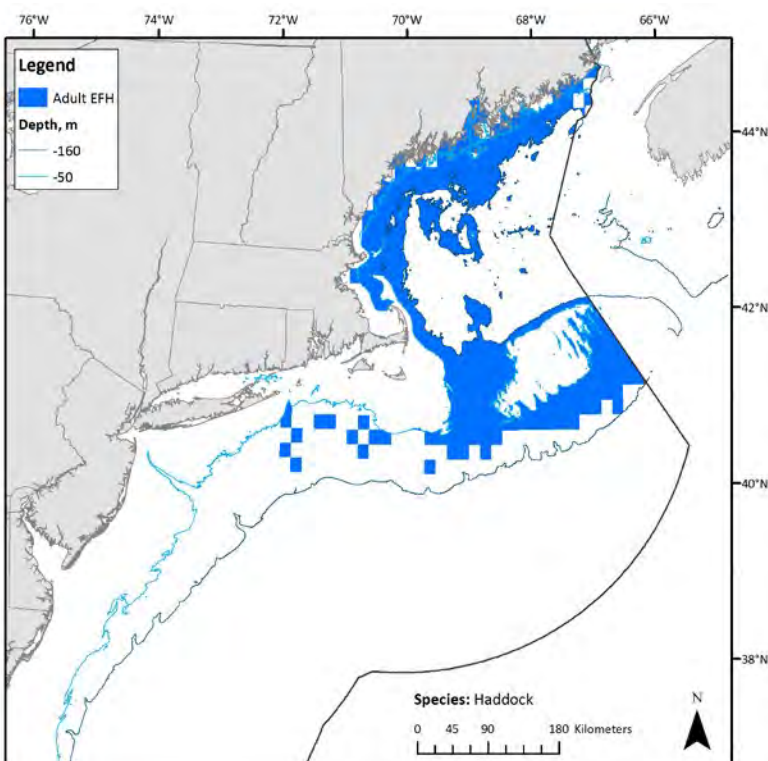 76°W 74°W 72°W 70°W 68°W 66°W
Legend
Adult EFH
Depth, m
-160
-50
44°N
42°N
40°N
38°N
Species: Haddock
N
0 45 90 180 Kilometers